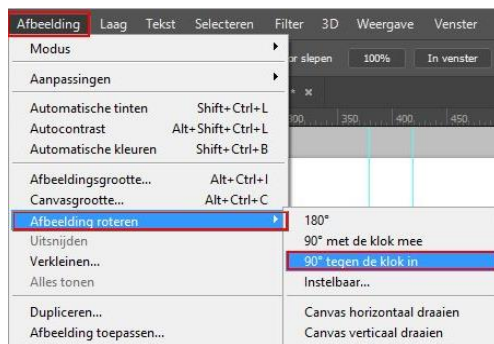 Afbeelding Laag Tekst Selecteren Filter 3D Weergave Venster
Modus
or slepen 100% In venster
Aanpassingen
Automatische tinten Shift+Ctrl+L
Autocontrast Alt+Shift+Ctrl+L
300 350 400 450
Automatische kleuren Shift+Ctrl+B
Afbeeldingsgrootte... Alt+Ctrl+I
Canvasgrootte... Alt+Ctrl+C
Afbeelding roteren 180°
Uitsnijden 90° met de klok mee
Verkleinen... 90° tegen de klok in
Alles tonen Instelbaar...
Dupliceren... Canvas horizontaal draaien
Afbeelding toepassen... Canvas verticaal draaien